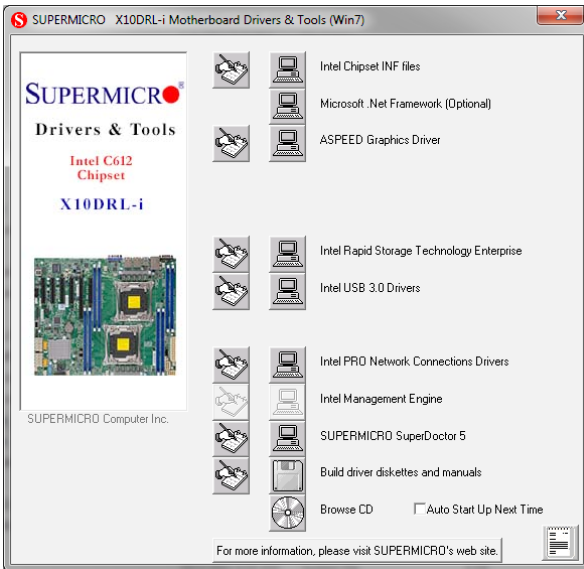 SUPERMICRO X10DRL-i Motherboard Drivers & Tools (Win7)
SUPERMICRO®
Drivers & Tools
Intel C612
Chipset
X10DRL-i
SUPERMICRO Computer Inc.
Intel Chipset INF files
Microsoft .Net Framework (Optional)
ASPEED Graphics Driver
Intel Rapid Storage Technology Enterprise
Intel USB 3.0 Drivers
Intel PRO Network Connections Drivers
Intel Management Engine
SUPERMICRO SuperDoctor 5
Build driver diskettes and manuals
Browse CD Auto Start Up Next Time
For more information, please visit SUPERMICRO's web site.